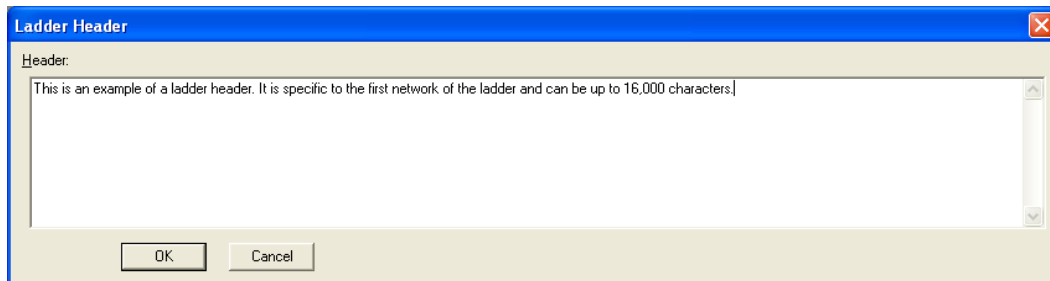 Ladder Header
Header:
This is an example of a ladder header. It is specific to the first network of the ladder and can be up to 16,000 characters.
OK Cancel